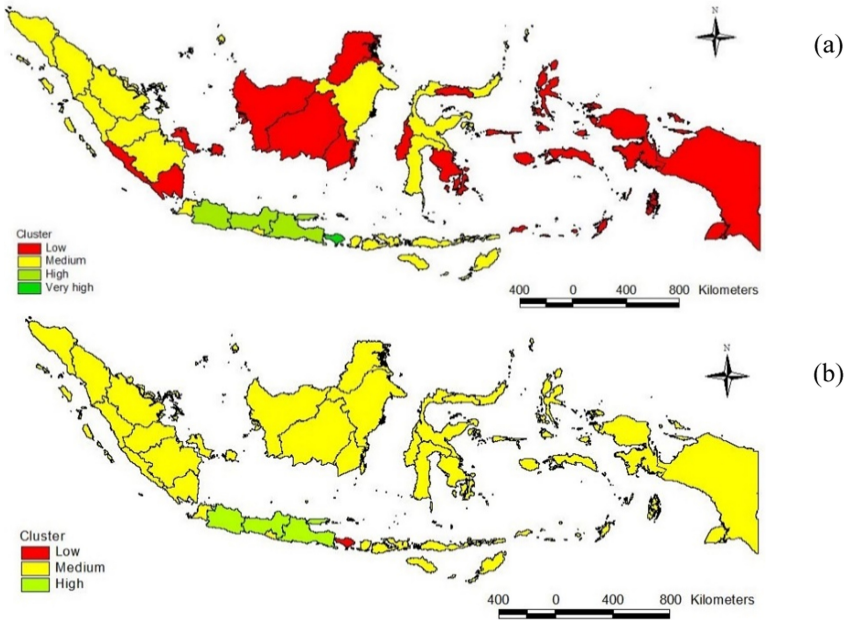 N
(a)
Cluster
Low
Medium
High
Very high
400 0 400 800 Kilometers
N
(b)
Cluster
Low
Medium
High
400 0 400 800 Kilometers